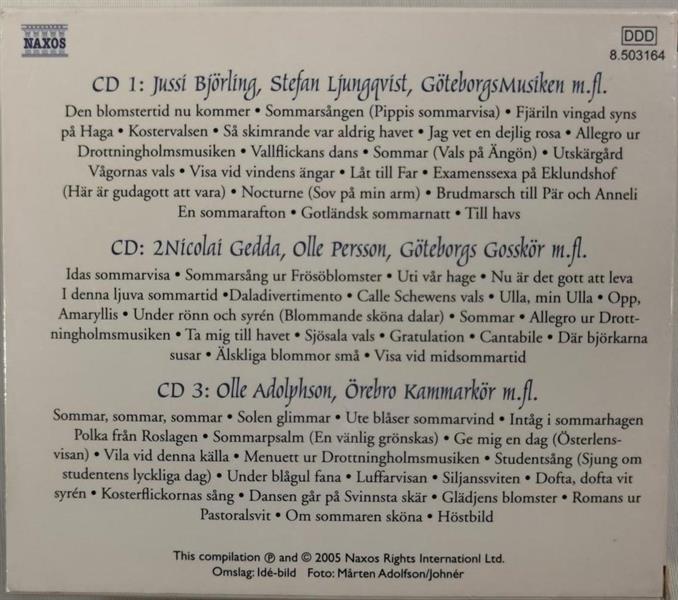 NAXOS
DDD
8.503164
CD 1: Jussi Björling, Stefan Ljungqvist, GöteborgsMusiken m.fl.
Den blomstertid nu kommer • Sommarsången (Pippis sommarvisa) • Fjäriln vingad syns
på Haga • Kostervalsen • Så skimrande var aldrig havet • Jag vet en dejlig rosa • Allegro ur
Drottningholmsmusiken • Vallflickans dans • Sommar (Vals på Ängön) • Utskärgård
Vågornas vals • Visa vid vindens ängar • Låt till Far • Examenssexa på Eklundshof
(Här är gudagott att vara) • Nocturne (Sov på min arm) • Brudmarsch till Pär och Anneli
En sommarafton • Gotländsk sommarnatt • Till havs
CD: 2Nicolai Gedda, Olle Persson, Göteborgs Gosskör m.fl.
Idas sommarvisa • Sommarsång ur Frösöblomster • Uti vår hage • Nu är det gott att leva
I denna ljuva sommartid •Daladivertimento • Calle Schewens vals • Ulla, min Ulla • Opp,
Amaryllis • Under rönn och syrén (Blommande sköna dalar) • Sommar • Allegro ur Drott-
ningholmsmusiken • Ta mig till havet • Sjösala vals • Gratulation • Cantabile • Där björkarna
susar • Älskliga blommor små • Visa vid midsommartid
CD 3: Olle Adolphson, Örebro Kammarkör m.fl.
Sommar, sommar, sommar • Solen glimmar • Ute blåser sommarvind • Intåg i sommarhagen
Polka från Roslagen • Sommarpsalm (En vänlig grönskas) • Ge mig en dag (Österlens-
visan) • Vila vid denna källa • Menuett ur Drottningholmsmusiken • Studentsång (Sjung om
studentens lyckliga dag) • Under blågul fana • Luffarvisan • Siljanssviten • Dofta, dofta vit
syrén • Kosterflickornas sång • Dansen går på Svinnsta skär • Glädjens blomster • Romans ur
Pastoralsvit • Om sommaren sköna • Höstbild
This compilation ℗ and © 2005 Naxos Rights Internationl Ltd.
Omslag: Idé-bild Foto: Mårten Adolfson/Johnér